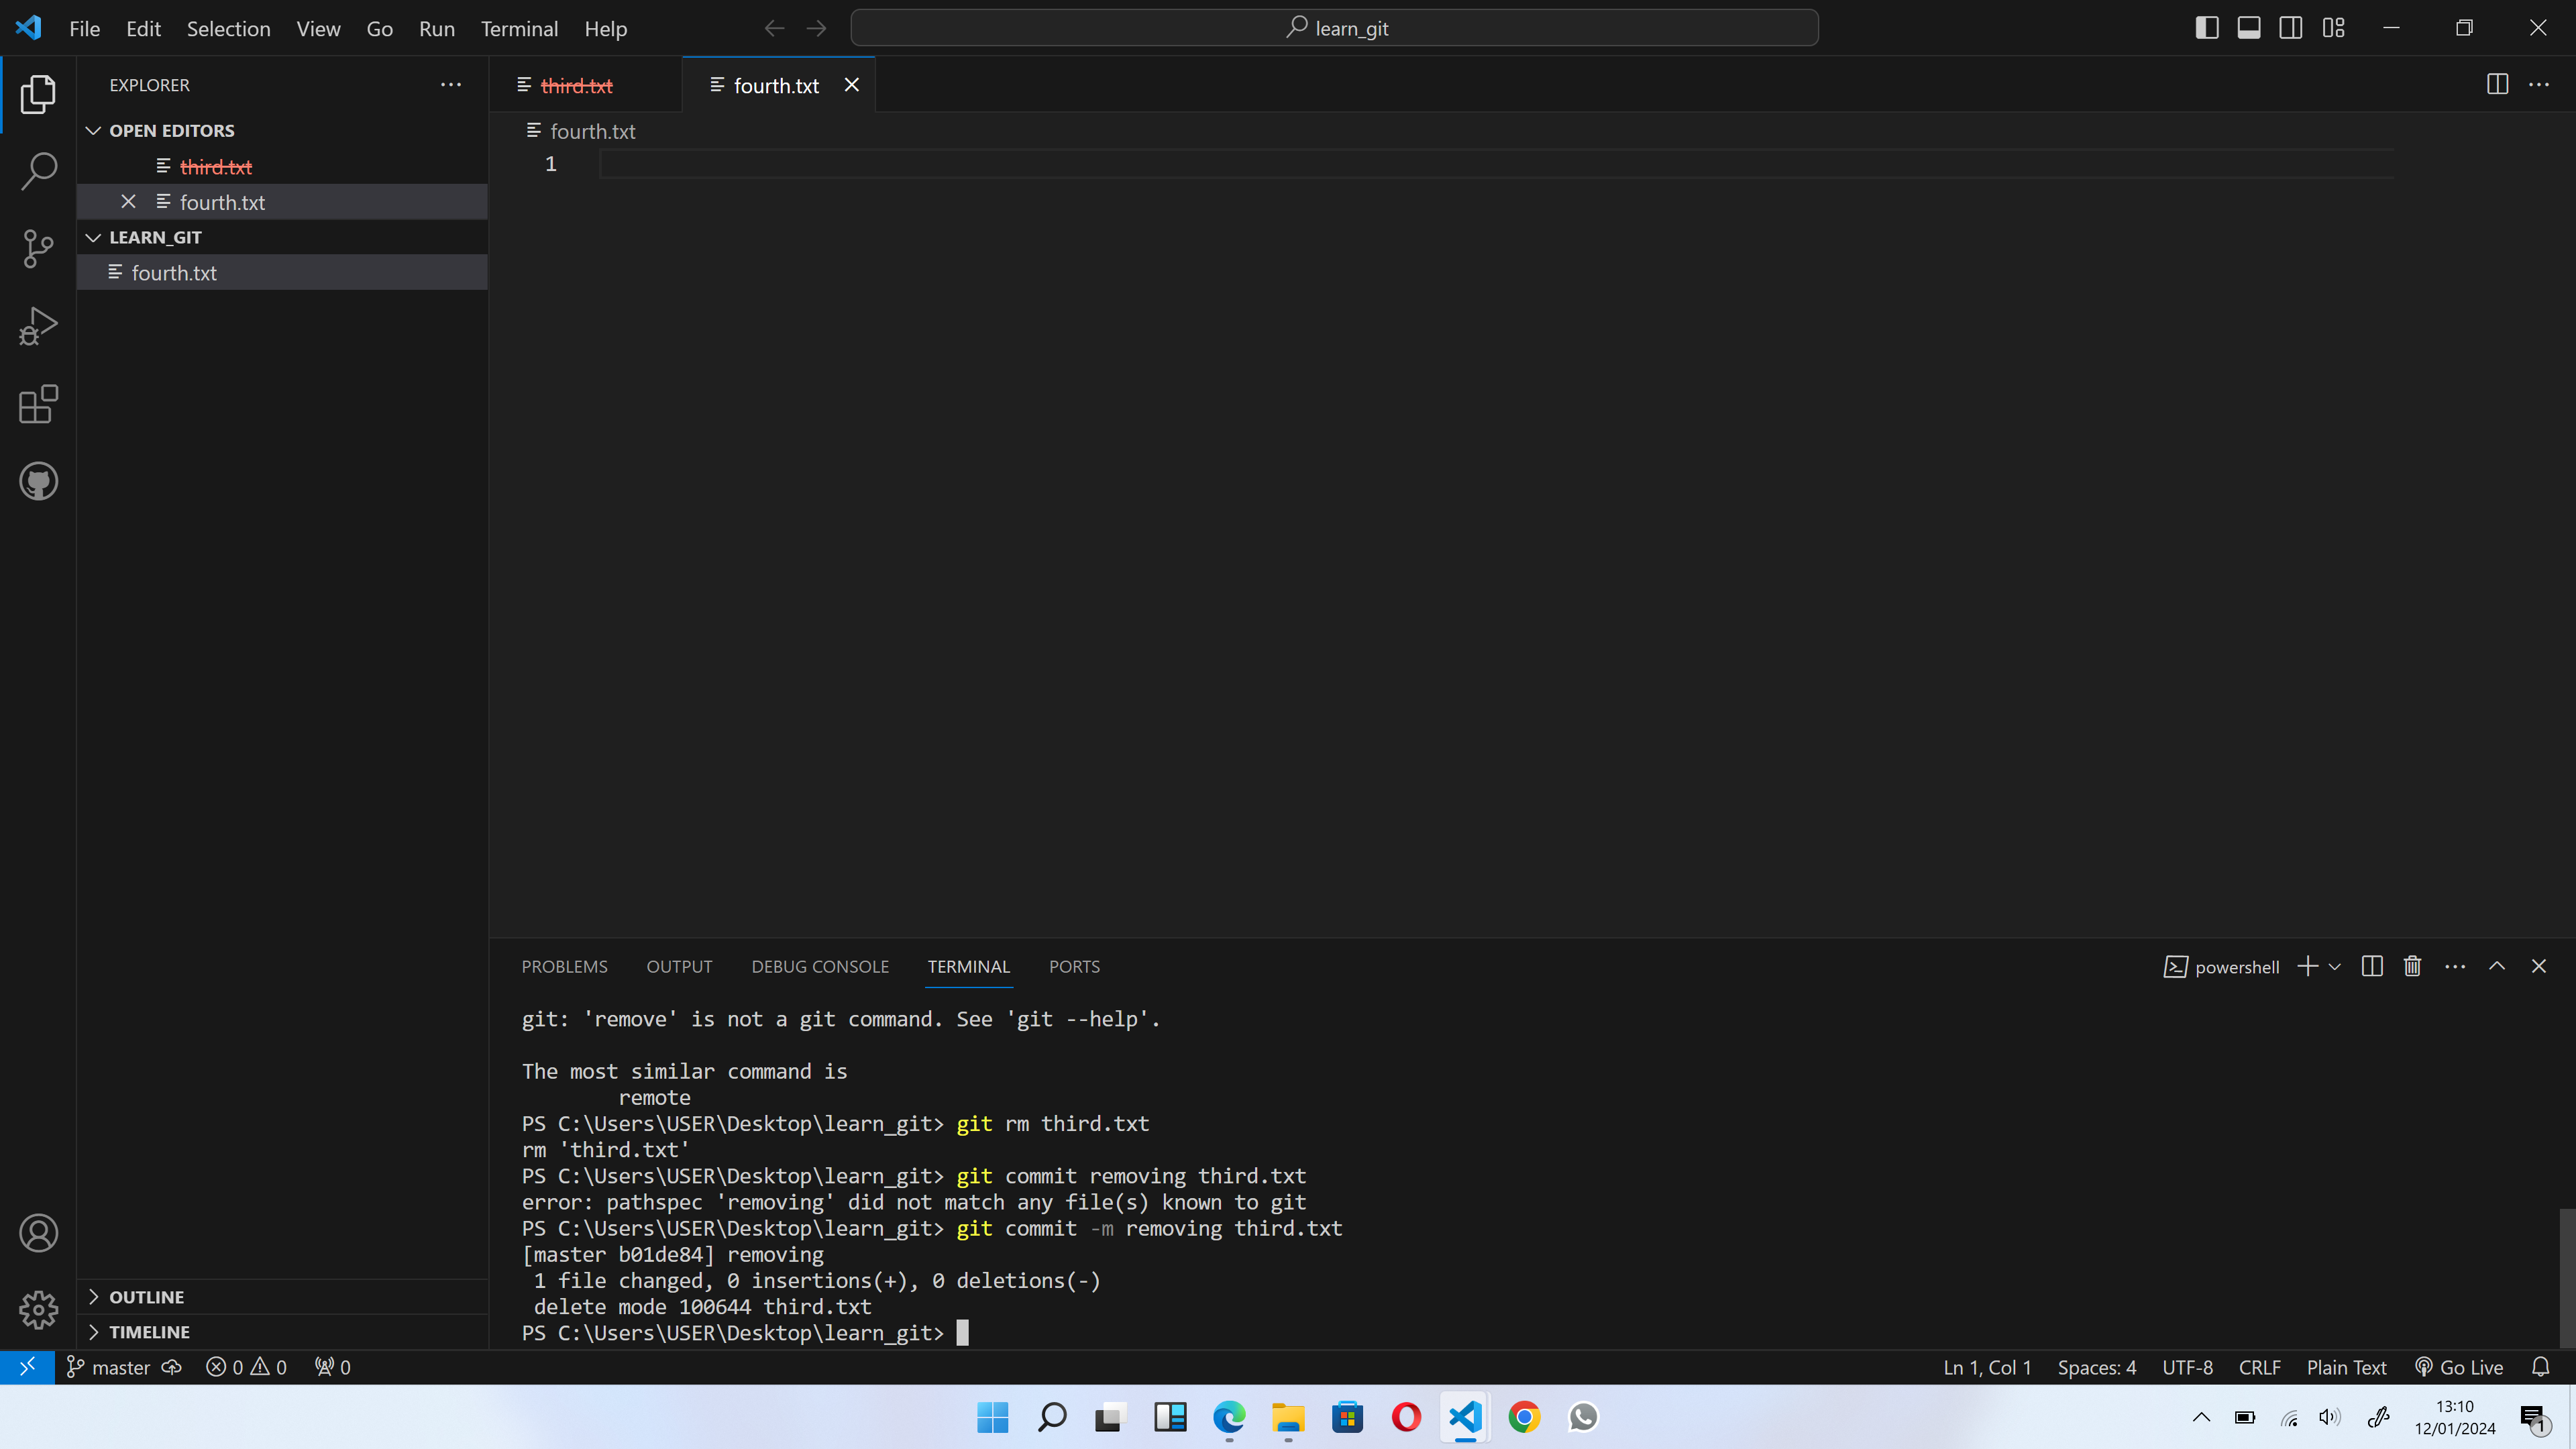 File Edit Selection View Go Run Terminal Help
learn_git
EXPLORER
OPEN EDITORS
third.txt
fourth.txt
LEARN_GIT
fourth.txt
OUTLINE
TIMELINE
third.txt
fourth.txt
fourth.txt
1
PROBLEMS OUTPUT DEBUG CONSOLE TERMINAL PORTS
powershell
git: 'remove' is not a git command. See 'git --help'.
The most similar command is
remote
PS C:\Users\USER\Desktop\learn_git> git rm third.txt
rm 'third.txt'
PS C:\Users\USER\Desktop\learn_git> git commit removing third.txt
error: pathspec 'removing' did not match any file(s) known to git
PS C:\Users\USER\Desktop\learn_git> git commit -m removing third.txt
[master b01de84] removing
1 file changed, 0 insertions(+), 0 deletions(-)
delete mode 100644 third.txt
PS C:\Users\USER\Desktop\learn_git>
master 0 0 0 Ln 1, Col 1 Spaces: 4 UTF-8 CRLF Plain Text Go Live
13:10
12/01/2024
1